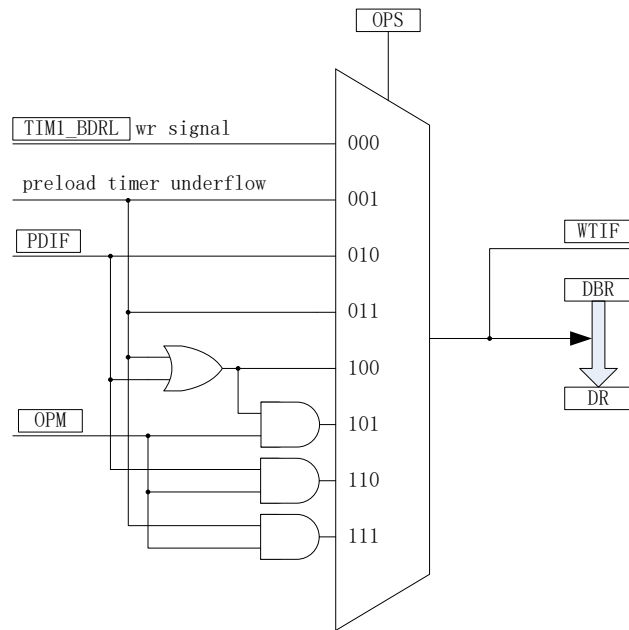 OPS
TIM1_BDRL wr signal
000
preload timer underflow
001
WTIF
PDIF
010
DBR
011
100
DR
OPM
101
110
111